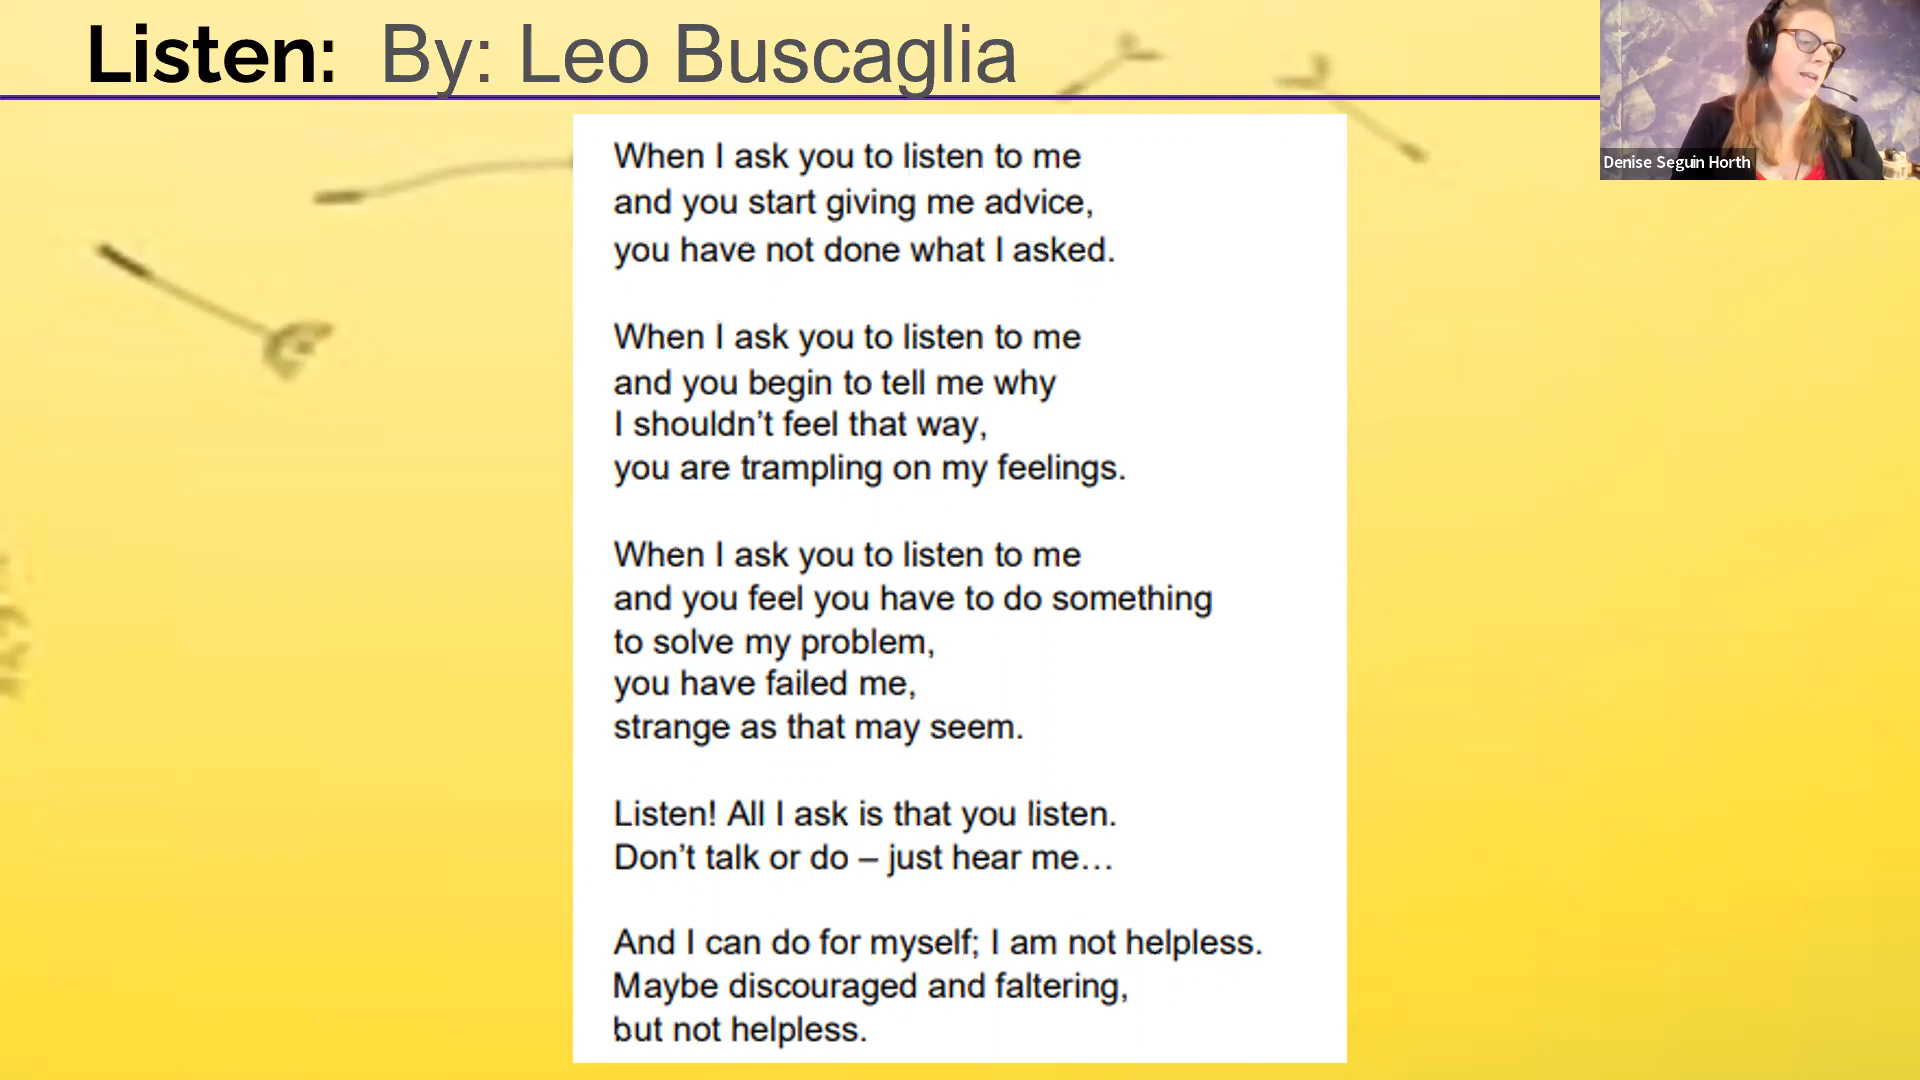 Listen: By: Leo Buscaglia
Denise Seguin Horth
When I ask you to listen to me
and you start giving me advice,
you have not done what I asked.
When I ask you to listen to me
and you begin to tell me why
I shouldn’t feel that way,
you are trampling on my feelings.
When I ask you to listen to me
and you feel you have to do something
to solve my problem,
you have failed me,
strange as that may seem.
Listen! All I ask is that you listen.
Don’t talk or do – just hear me…
And I can do for myself; I am not helpless.
Maybe discouraged and faltering,
but not helpless.